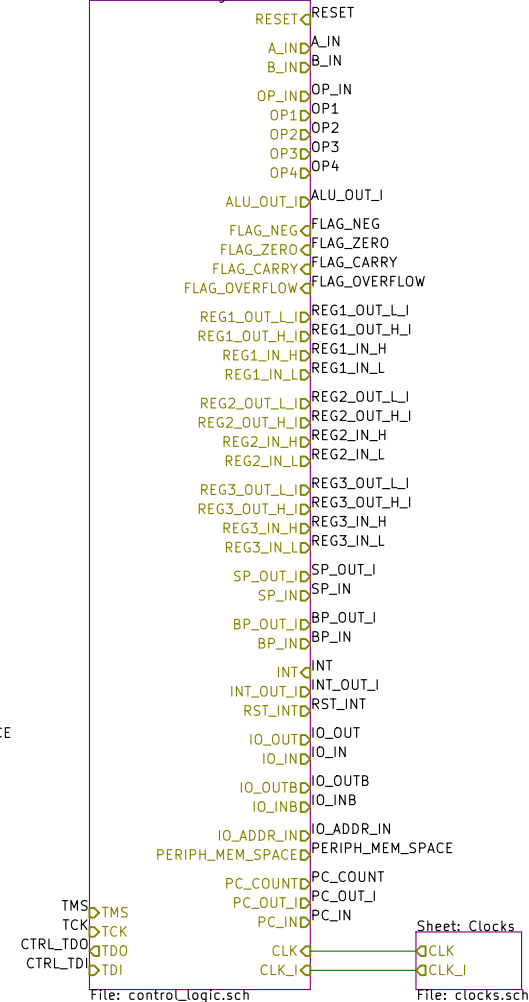 RESET RESET
A_IN A_IN
B_IN B_IN
OP_IN OP_IN
OP1 OP1
OP2 OP2
OP3 OP3
OP4 OP4
ALU_OUT_I ALU_OUT_I
FLAG_NEG FLAG_NEG
FLAG_ZERO FLAG_ZERO
FLAG_CARRY FLAG_CARRY
FLAG_OVERFLOW FLAG_OVERFLOW
REG1_OUT_L_I REG1_OUT_L_I
REG1_OUT_H_I REG1_OUT_H_I
REG1_IN_H REG1_IN_H
REG1_IN_L REG1_IN_L
REG2_OUT_L_I REG2_OUT_L_I
REG2_OUT_H_I REG2_OUT_H_I
REG2_IN_H REG2_IN_H
REG2_IN_L REG2_IN_L
REG3_OUT_L_I REG3_OUT_L_I
REG3_OUT_H_I REG3_OUT_H_I
REG3_IN_H REG3_IN_H
REG3_IN_L REG3_IN_L
SP_OUT_I SP_OUT_I
SP_IN SP_IN
BP_OUT_I BP_OUT_I
BP_IN BP_IN
INT INT
INT_OUT_I INT_OUT_I
RST_INT RST_INT
IO_OUT IO_OUT
IO_IN IO_IN
IO_OUTB IO_OUTB
IO_INB IO_INB
IO_ADDR_IN IO_ADDR_IN
PERIPH_MEM_SPACE PERIPH_MEM_SPACE
PC_COUNT PC_COUNT
PC_OUT_I PC_OUT_I
TMS TMS PC_IN PC_IN
TCK TCK Sheet: Clocks
CTRL_TDO TDO CLK CLK
CTRL_TDI TDI CLK_I CLK_I
File: control_logic.sch File: clocks.sch